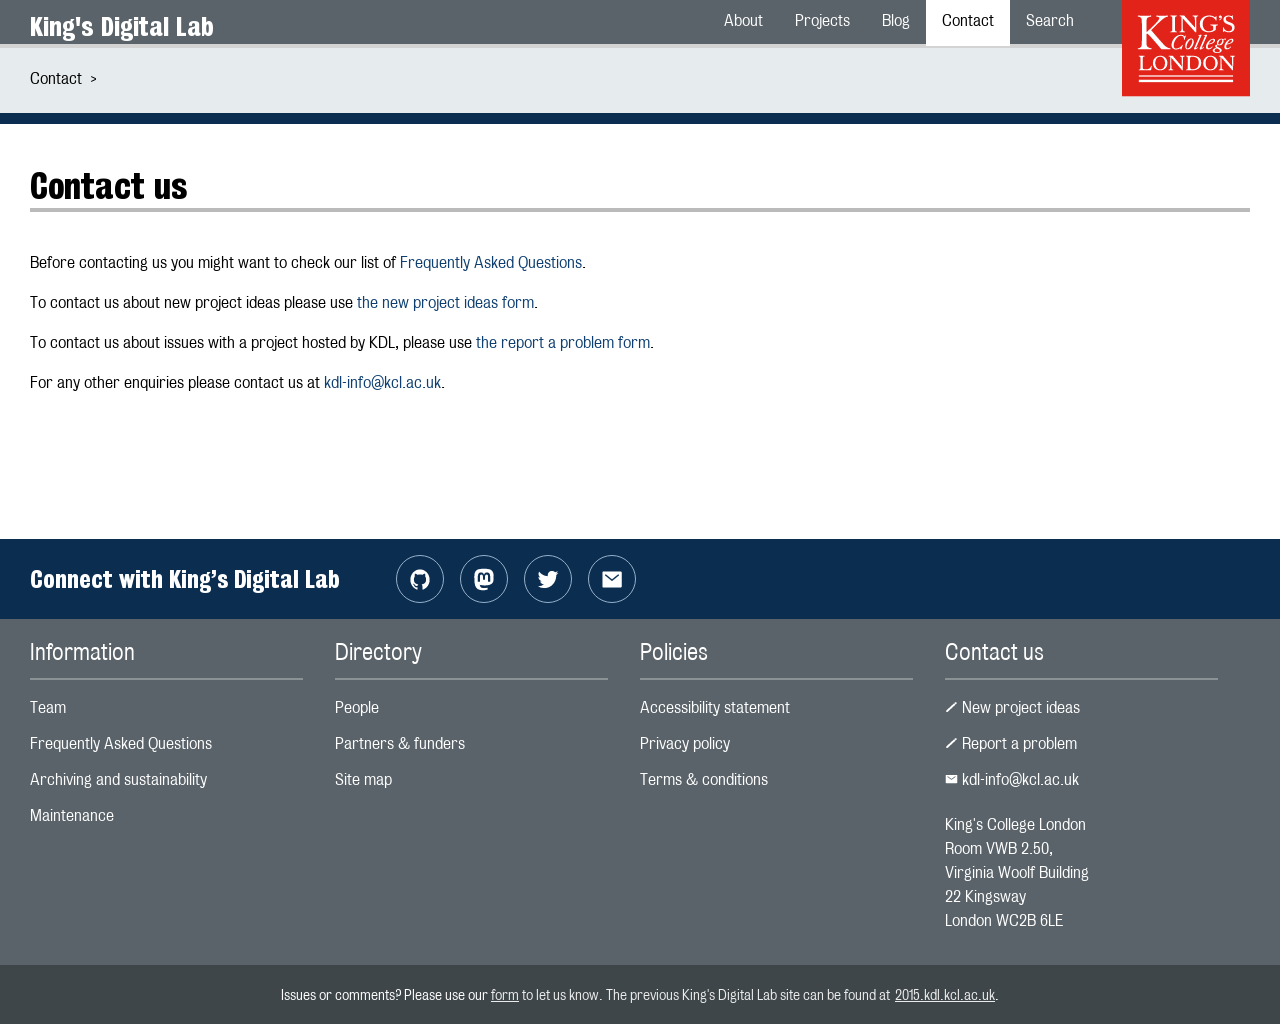 King's Digital Lab
About
Projects
Blog
Contact
Search
KING'S
College
LONDON
Contact >
Contact us
Before contacting us you might want to check our list of Frequently Asked Questions.
To contact us about new project ideas please use the new project ideas form.
To contact us about issues with a project hosted by KDL, please use the report a problem form.
For any other enquiries please contact us at kdl-info@kcl.ac.uk.
Connect with King’s Digital Lab
Information
Team
Frequently Asked Questions
Archiving and sustainability
Maintenance
Directory
People
Partners & funders
Site map
Policies
Accessibility statement
Privacy policy
Terms & conditions
Contact us
New project ideas
Report a problem
kdl-info@kcl.ac.uk
King's College London
Room VWB 2.50,
Virginia Woolf Building
22 Kingsway
London WC2B 6LE
Issues or comments? Please use our form to let us know. The previous King's Digital Lab site can be found at 2015.kdl.kcl.ac.uk.